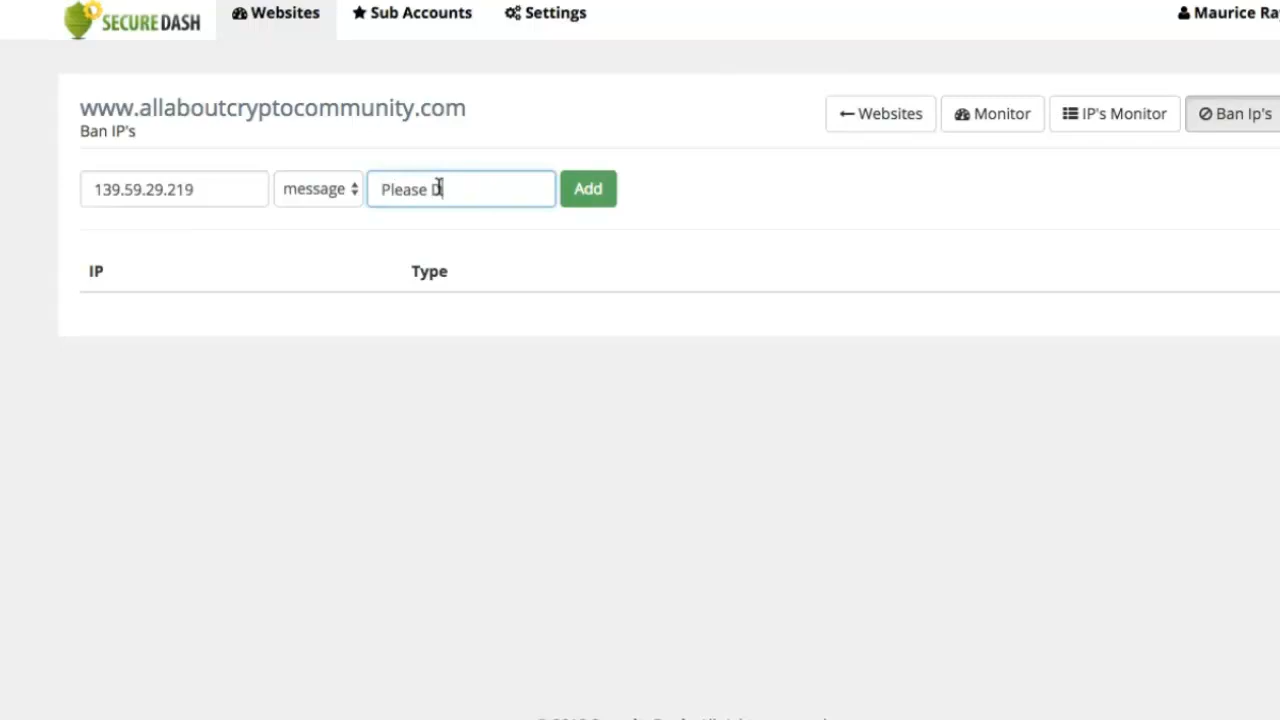 SECURE DASH
Websites
Sub Accounts
Settings
Maurice Ra
www.allaboutcryptocommunity.com
Ban IP's
Websites
Monitor
IP's Monitor
Ban Ip's
139.59.29.219
message
Please D
Add
IP
Type